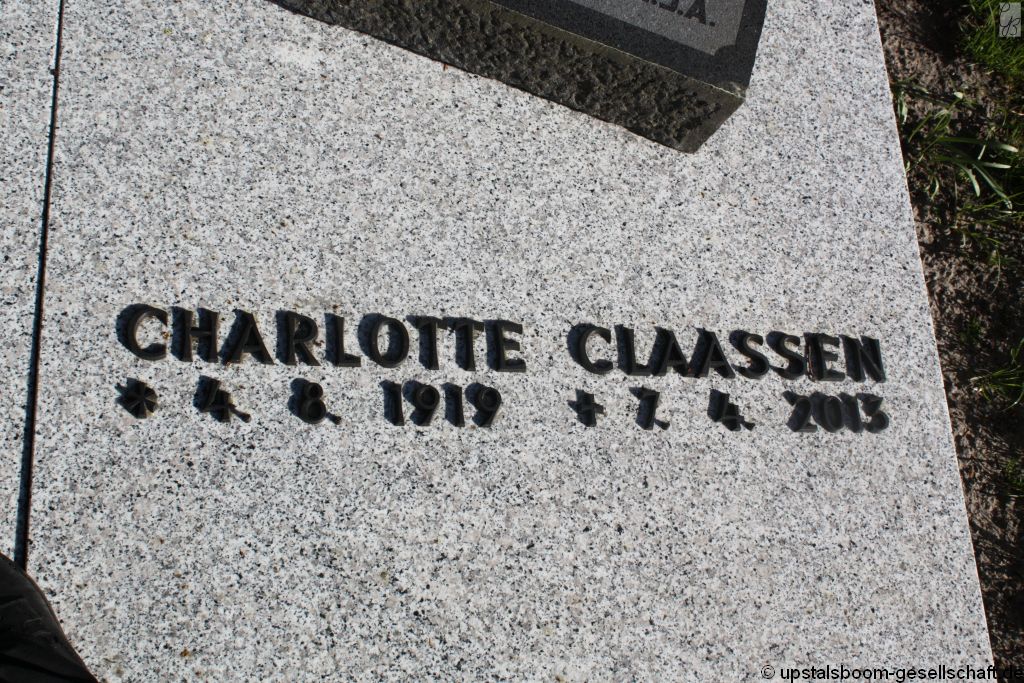 CHARLOTTE CLAASSEN
* 4. 8. 1919 † 7. 4. 2013
© upstalsboom-gesellschaft.de